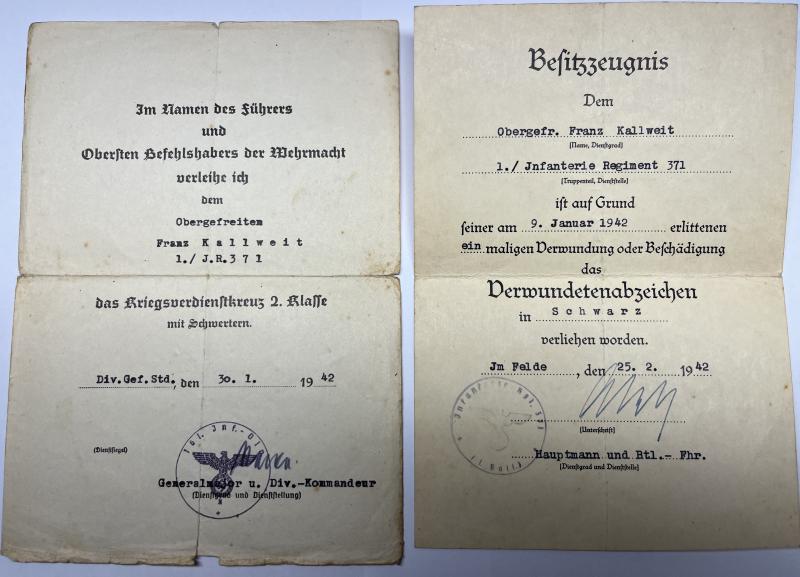 Im Namen des Führers
und
Obersten Befehlshabers der Wehrmacht
verleihe ich
dem
Obergefreiten
Franz Kallweit
1./J.R.371
das Kriegsverdienstkreuz 2. Klasse
mit Schwertern.
Div.Gef.Std., den 30. 1. 1942
(Dienstsiegel)
Generalmajor u. Div.-Kommandeur
(Dienstgrad und Dienststellung)
Besitzzeugnis
Dem
Obergefr. Franz Kallweit
(Name, Dienstgrad)
1./ Jnfanterie Regiment 371
(Truppenteil, Dienststelle)
ist auf Grund
seiner am 9. Januar 1942 erlittenen
ein maligen Verwundung oder Beschädigung
das
Verwundetenabzeichen
in Schwarz
verliehen worden.
Jm Felde, den 25. 2. 1942
(Unterschrift)
Hauptmann und Btl.- Fhr.
(Dienstgrad und Dienststelle)